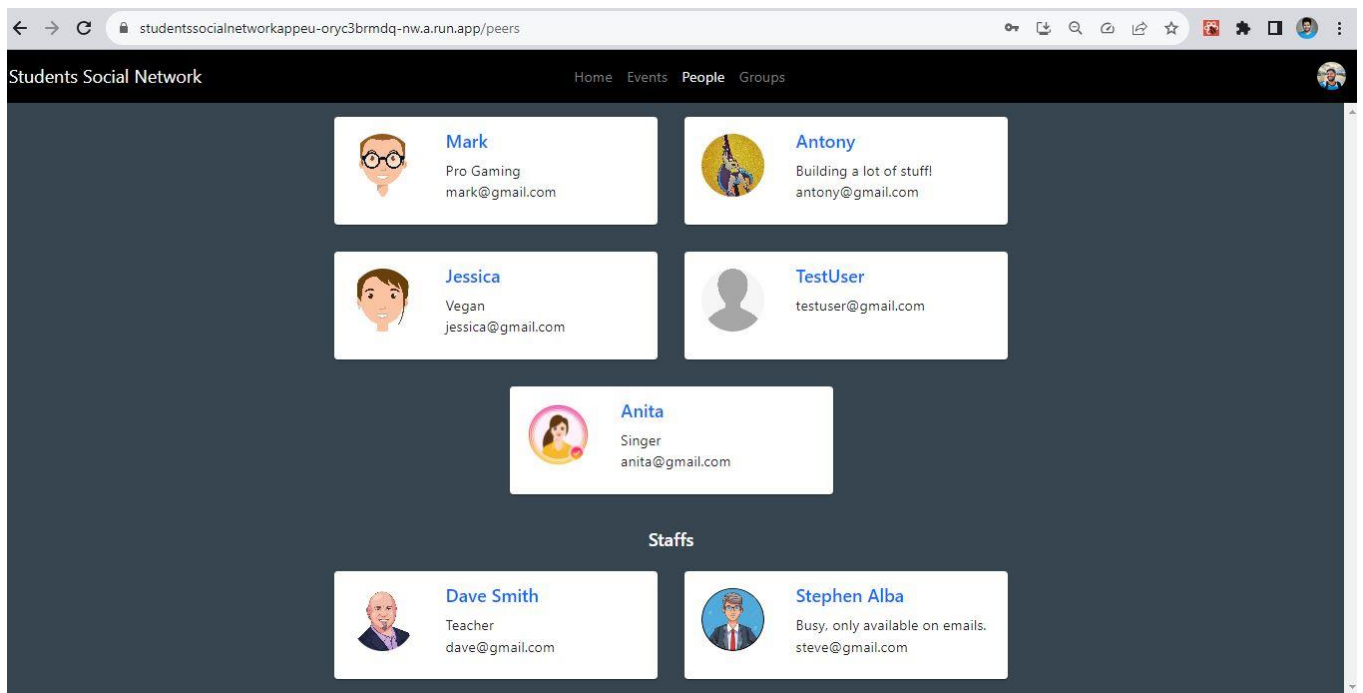 studentssocialnetworkappeu-oryc3brmdq-nw.a.run.app/peers
Students Social Network
Home Events People Groups
Mark
Pro Gaming
mark@gmail.com
Antony
Building a lot of stuff!
antony@gmail.com
Jessica
Vegan
jessica@gmail.com
TestUser
testuser@gmail.com
Anita
Singer
anita@gmail.com
Staffs
Dave Smith
Teacher
dave@gmail.com
Stephen Alba
Busy, only available on emails.
steve@gmail.com